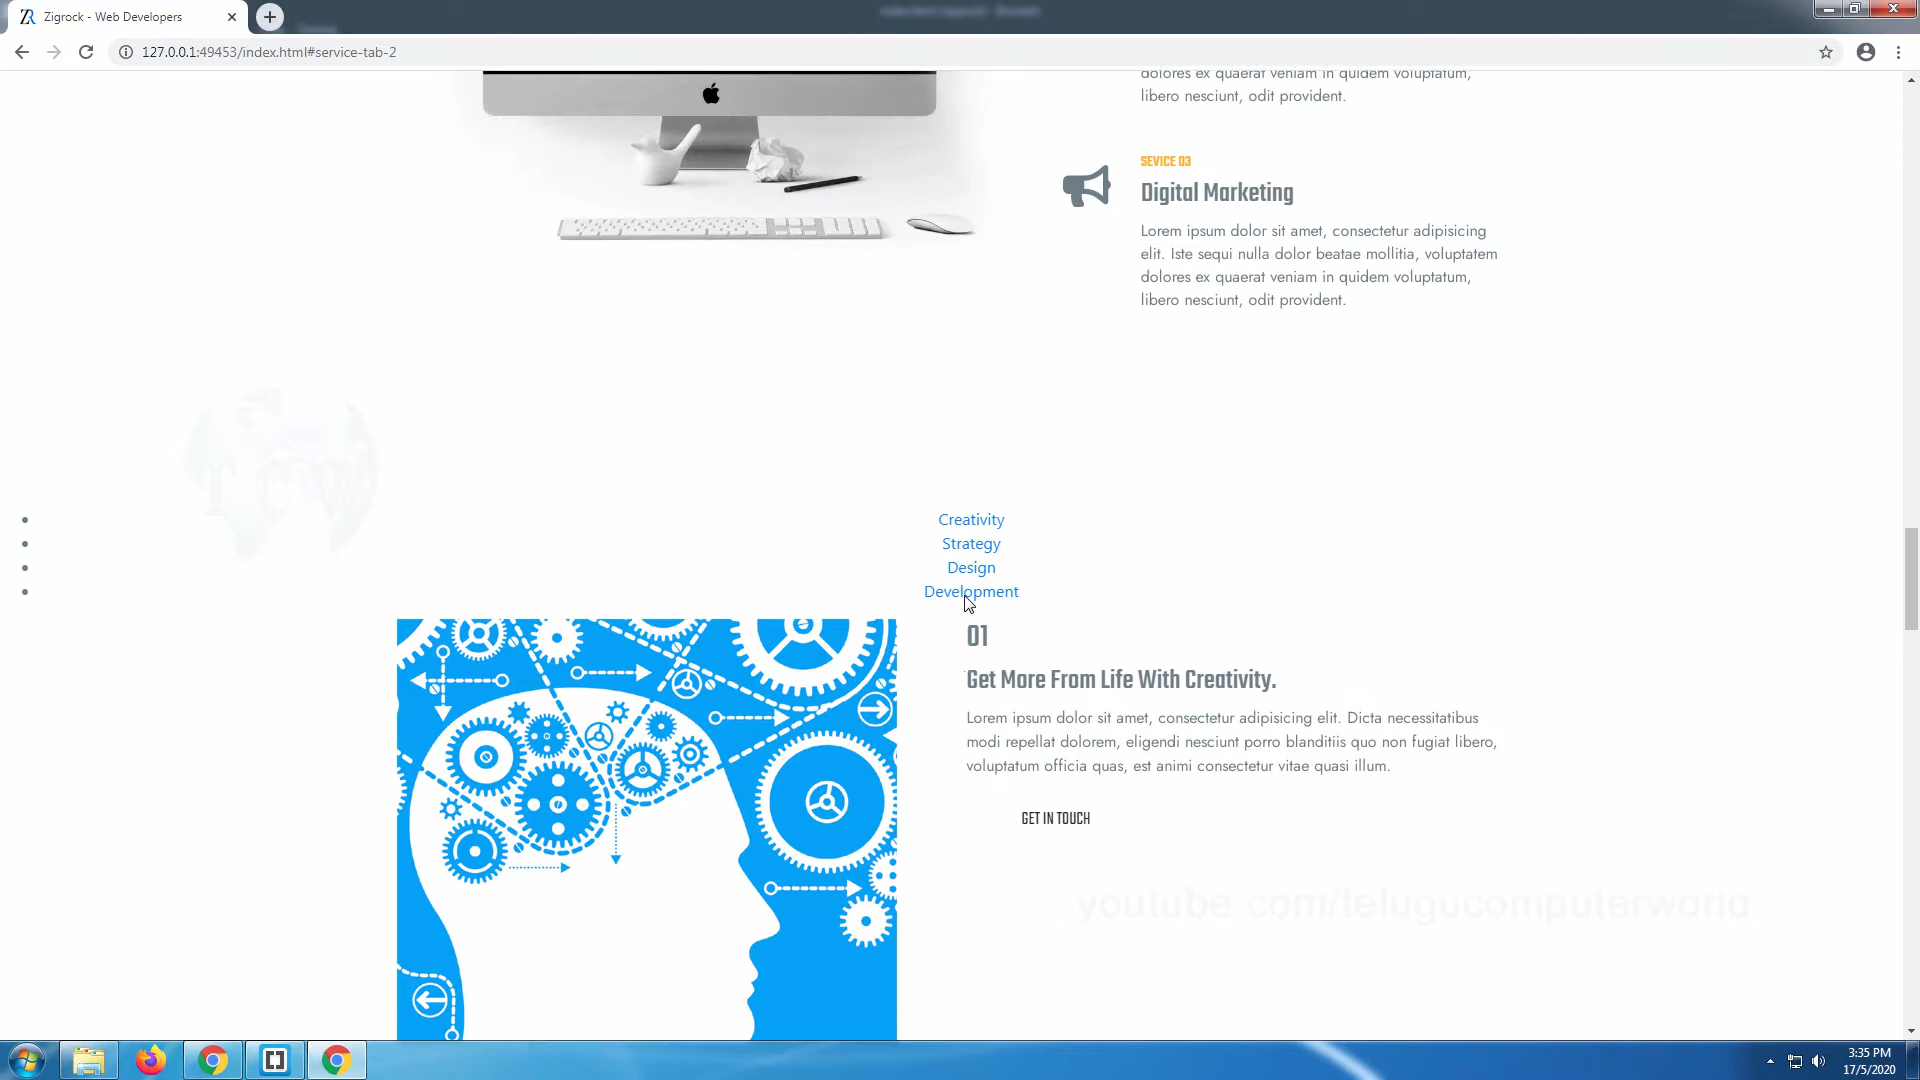 Zigrock - Web Developers
127.0.0.1:49453/index.html#service-tab-2
dolores ex quaerat veniam in quidem voluptatum,
libero nesciunt, odit provident.
SEVICE 03
Digital Marketing
Lorem ipsum dolor sit amet, consectetur adipisicing
elit. Iste sequi nulla dolor beatae mollitia, voluptatem
dolores ex quaerat veniam in quidem voluptatum,
libero nesciunt, odit provident.
Creativity
Strategy
Design
Development
01
Get More From Life With Creativity.
Lorem ipsum dolor sit amet, consectetur adipisicing elit. Dicta necessitatibus
modi repellat dolorem, eligendi nesciunt porro blanditiis quo non fugiat libero,
voluptatum officia quas, est animi consectetur vitae quasi illum.
GET IN TOUCH
youtube.com/telugucomputerworld
3:35 PM
17/5/2020